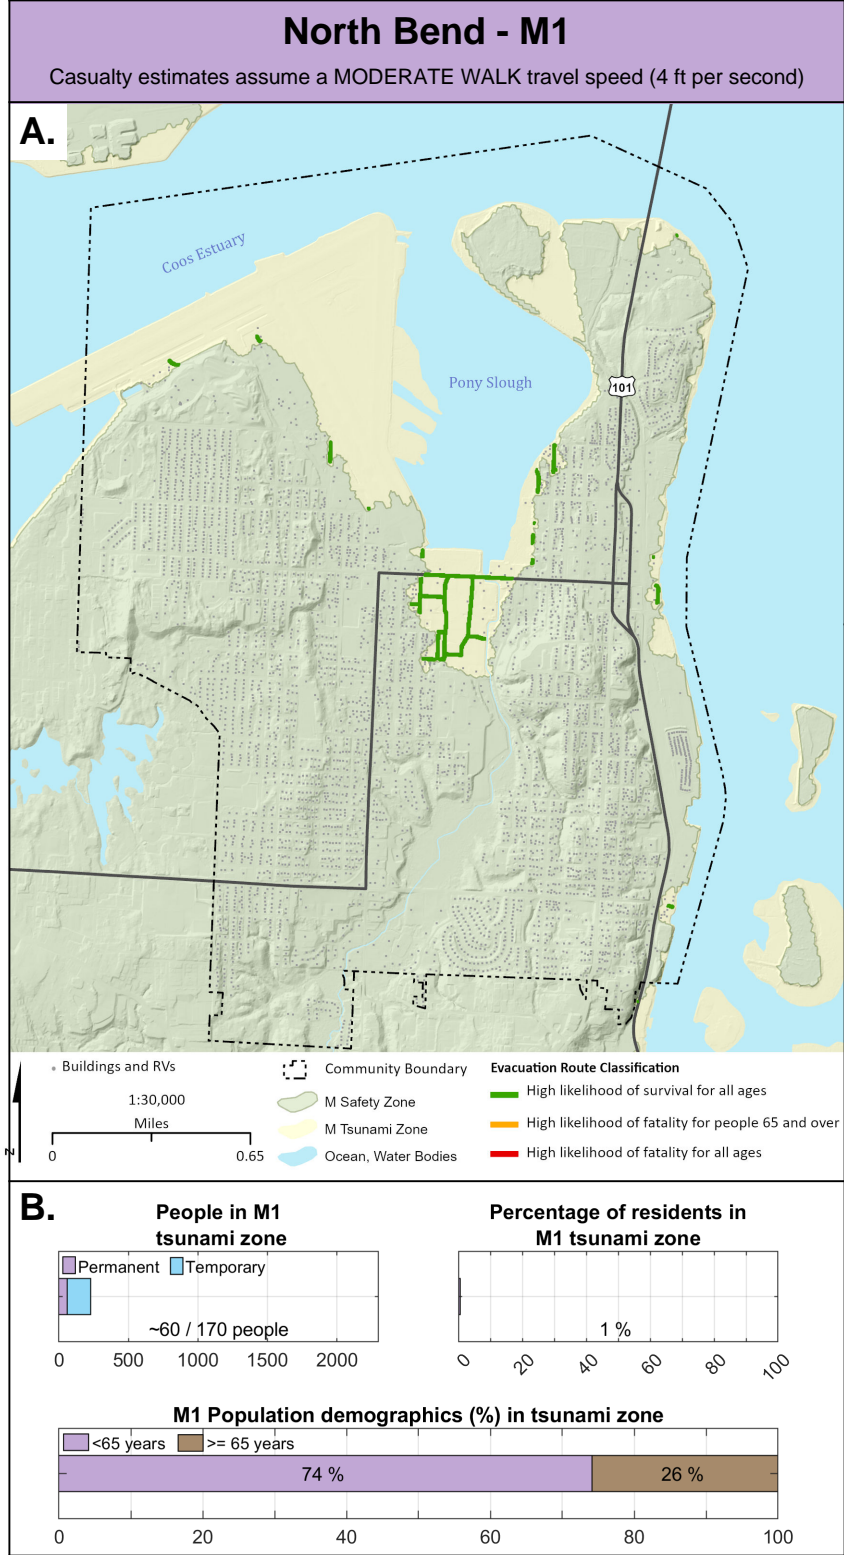 North Bend - M1
Casualty estimates assume a MODERATE WALK travel speed (4 ft per second)
A.
Coos Estuary
Pony Slough
101
Buildings and RVs
1:30,000
Miles
0 0.65
N
Community Boundary
M Safety Zone
M Tsunami Zone
Ocean, Water Bodies
Evacuation Route Classification
High likelihood of survival for all ages
High likelihood of fatality for people 65 and over
High likelihood of fatality for all ages
B.
People in M1
tsunami zone
Permanent Temporary
~60 / 170 people
0 500 1000 1500 2000
Percentage of residents in
M1 tsunami zone
1 %
0 20 40 60 80 100
M1 Population demographics (%) in tsunami zone
<65 years >= 65 years
74 % 26 %
0 20 40 60 80 100